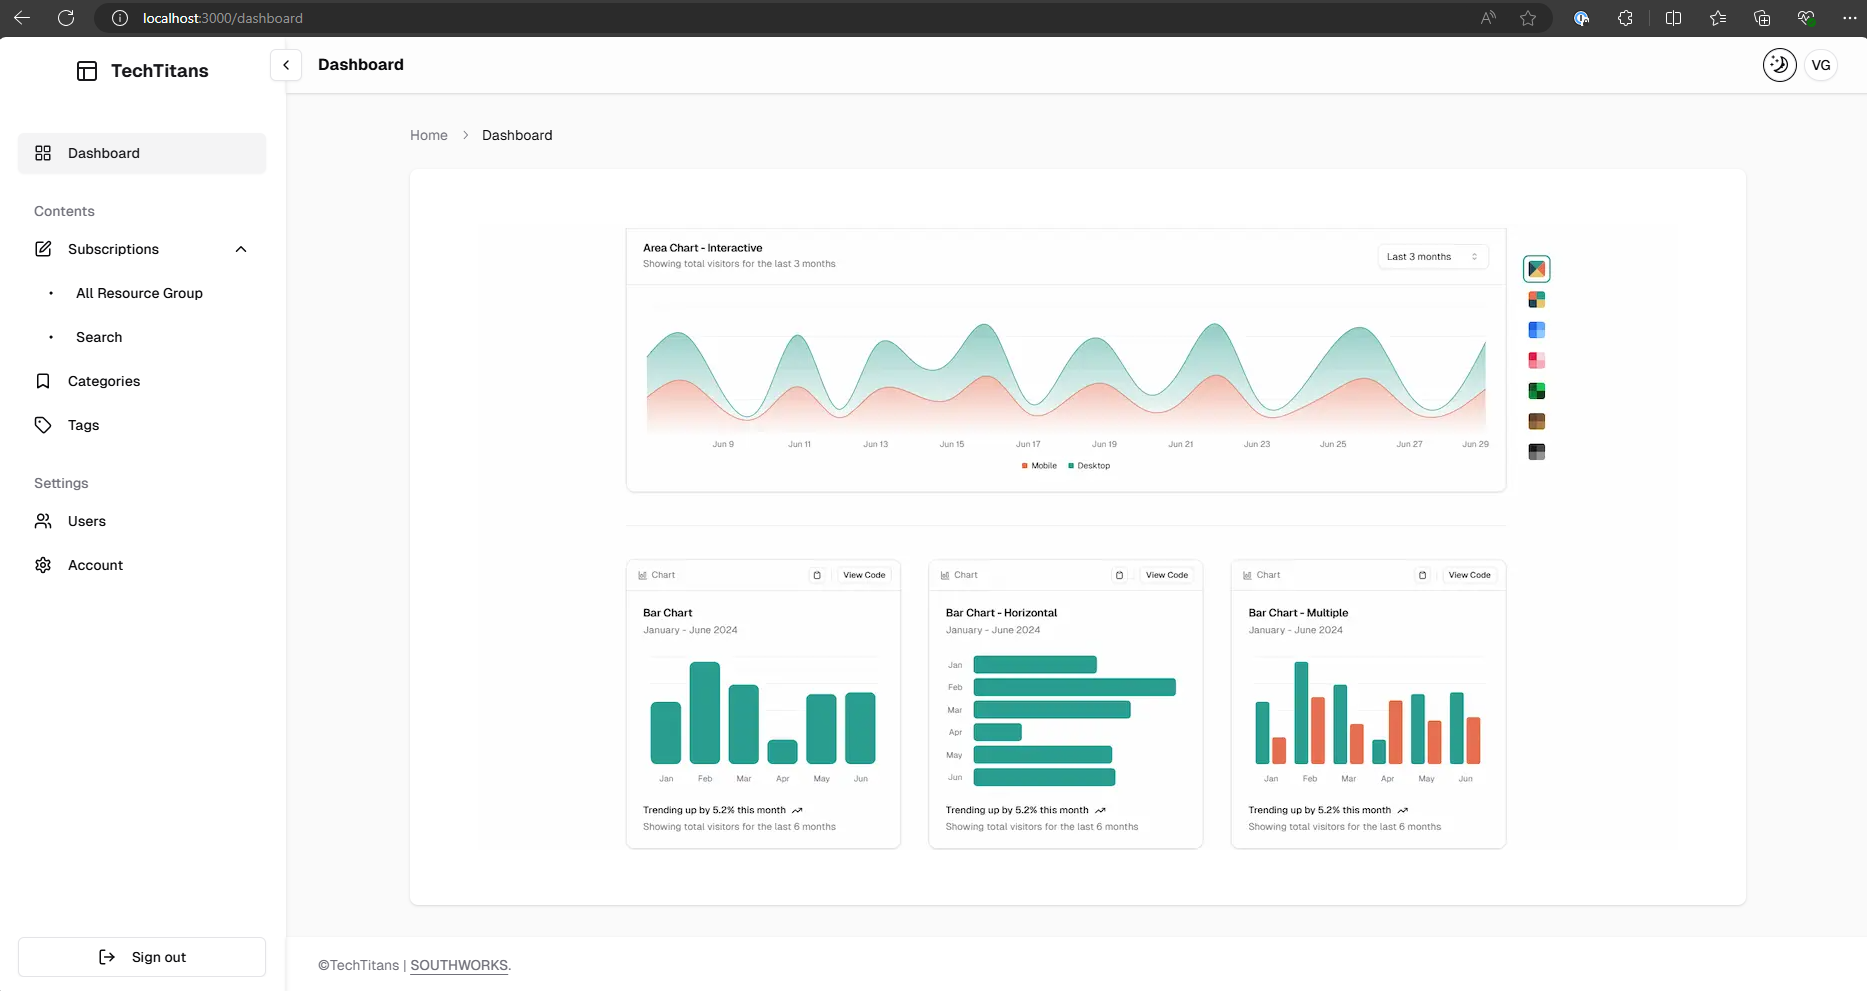 localhost:3000/dashboard
TechTitans
Dashboard
VG
Dashboard
Contents
Subscriptions
All Resource Group
Search
Categories
Tags
Settings
Users
Account
Sign out
Home > Dashboard
Area Chart - Interactive
Showing total visitors for the last 3 months
Last 3 months
Jun 9 Jun 11 Jun 13 Jun 15 Jun 17 Jun 19 Jun 21 Jun 23 Jun 25 Jun 27 Jun 29
Mobile Desktop
Chart View Code
Bar Chart
January - June 2024
Jan Feb Mar Apr May Jun
Trending up by 5.2% this month
Showing total visitors for the last 6 months
Chart View Code
Bar Chart - Horizontal
January - June 2024
Jan
Feb
Mar
Apr
May
Jun
Trending up by 5.2% this month
Showing total visitors for the last 6 months
Chart View Code
Bar Chart - Multiple
January - June 2024
Jan Feb Mar Apr May Jun
Trending up by 5.2% this month
Showing total visitors for the last 6 months
©TechTitans | SOUTHWORKS.